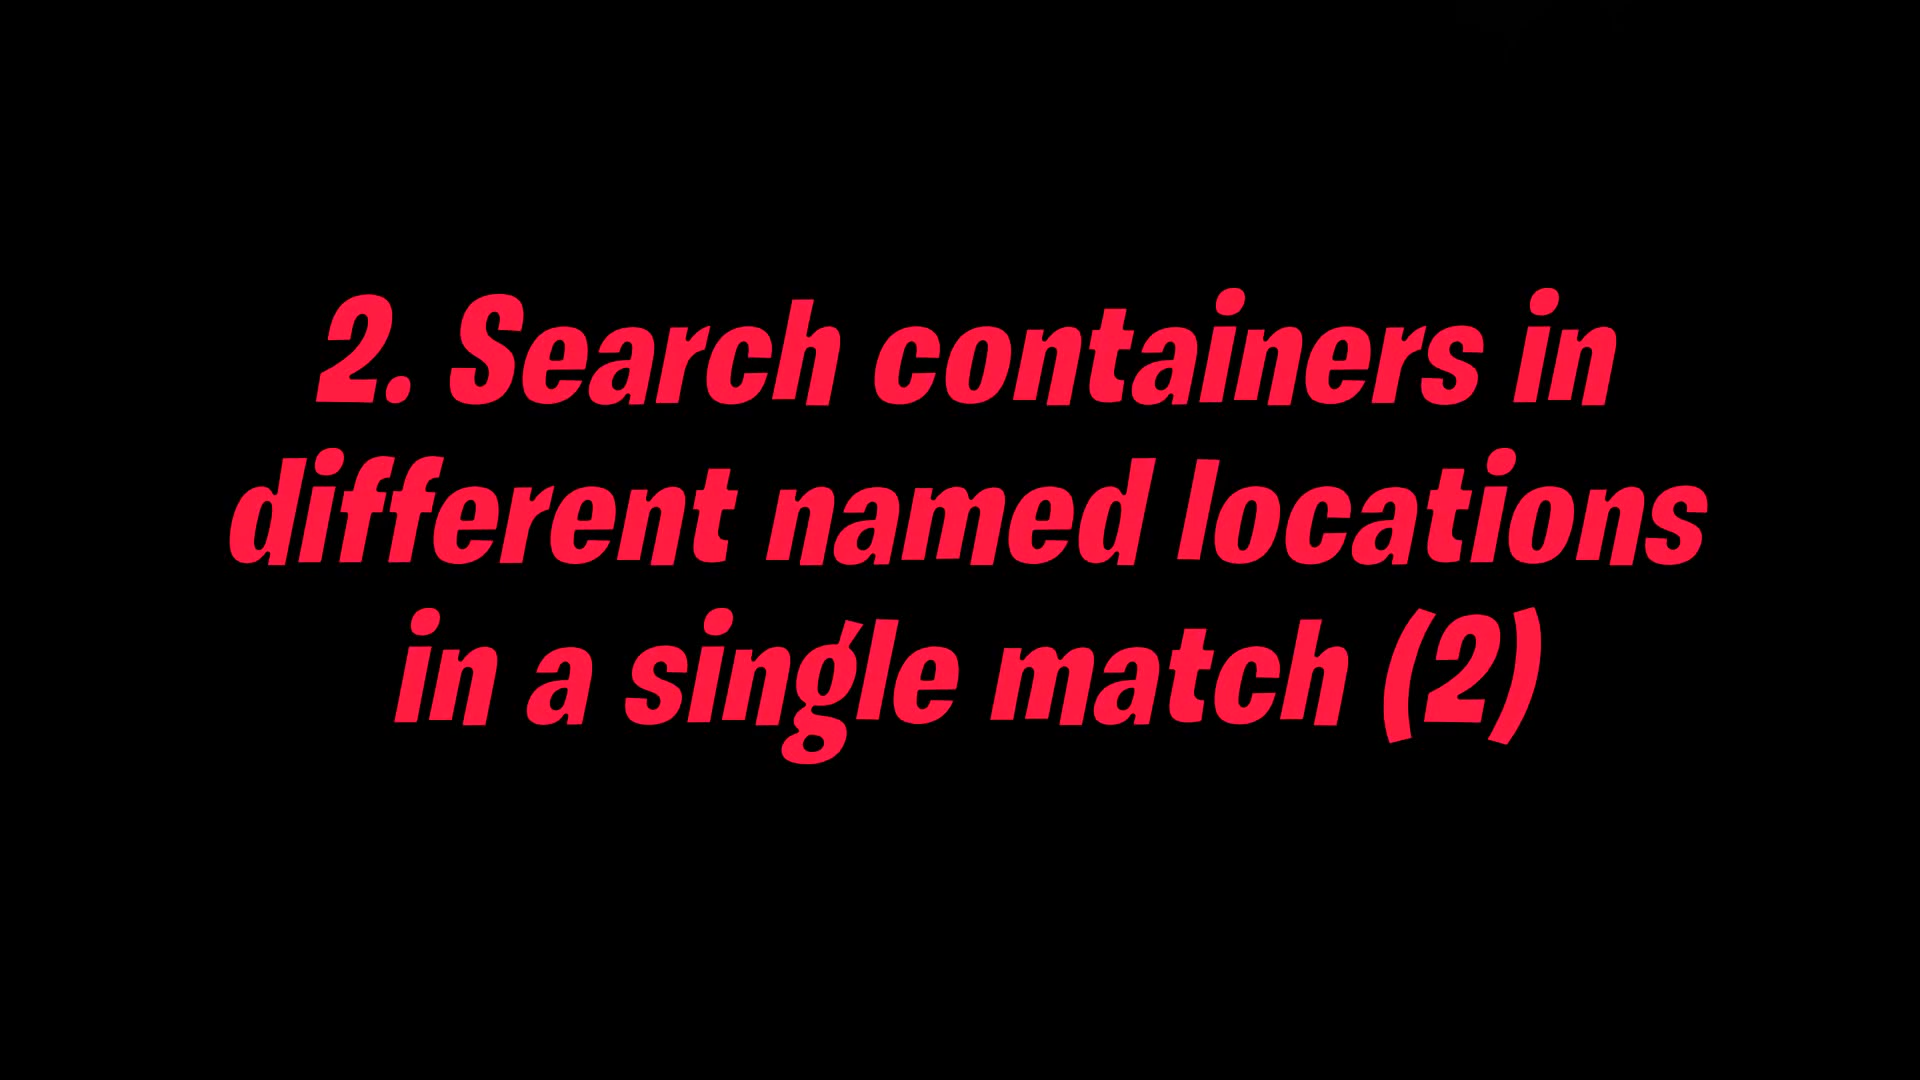 2. Search containers in
different named locations
in a single match (2)